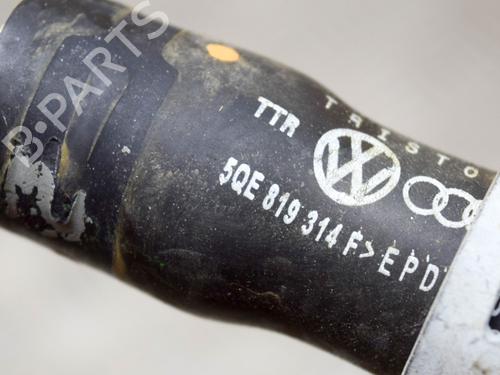 B-PARTS
TRISTO
TTR
5QE 819 314 F >EPD